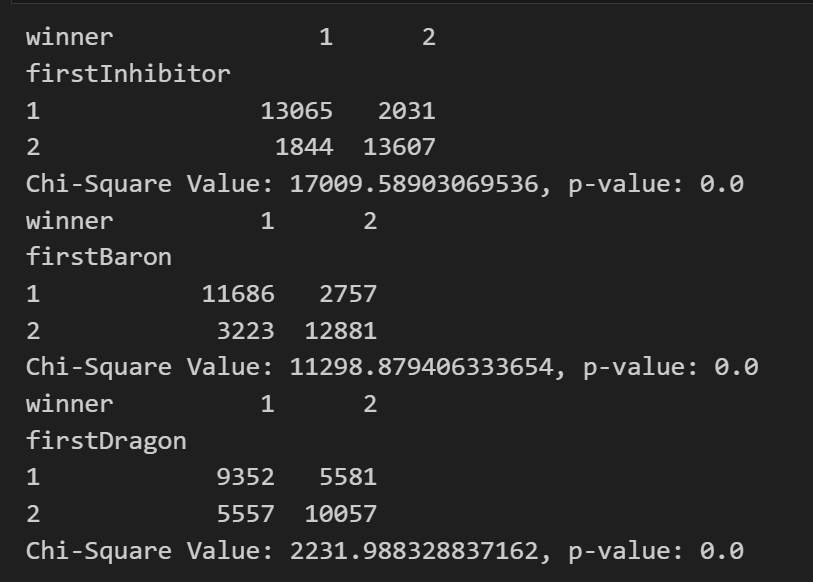 winner 1 2
firstInhibitor
1 13065 2031
2 1844 13607
Chi-Square Value: 17009.58903069536, p-value: 0.0
winner 1 2
firstBaron
1 11686 2757
2 3223 12881
Chi-Square Value: 11298.879406333654, p-value: 0.0
winner 1 2
firstDragon
1 9352 5581
2 5557 10057
Chi-Square Value: 2231.988328837162, p-value: 0.0